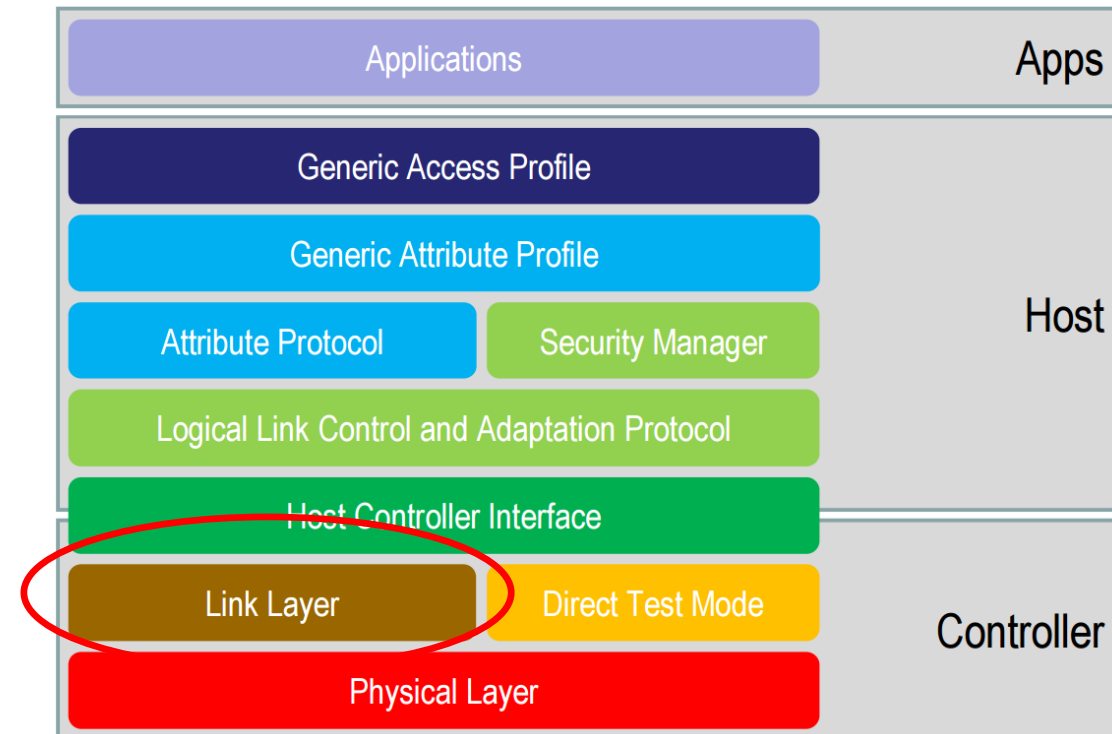 Applications
Apps
Generic Access Profile
Generic Attribute Profile
Host
Attribute Protocol
Security Manager
Logical Link Control and Adaptation Protocol
Host Controller Interface
Link Layer
Direct Test Mode
Controller
Physical Layer